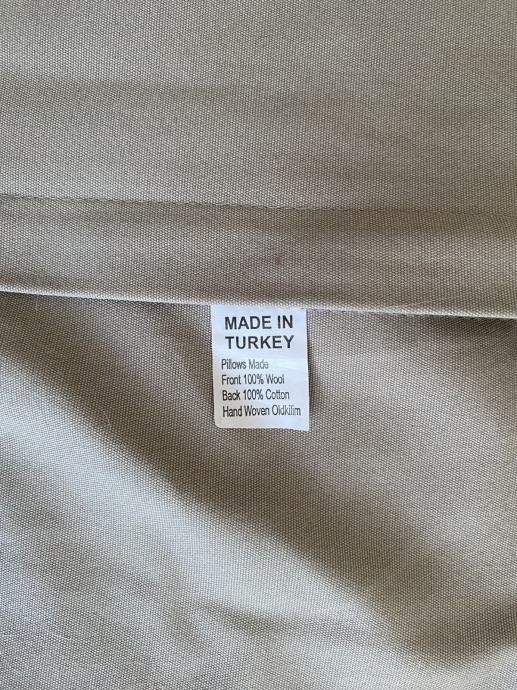 MADE IN
TURKEY
Pillows Made
Front 100% Wool
Back 100% Cotton
Hand Woven Oldkilim